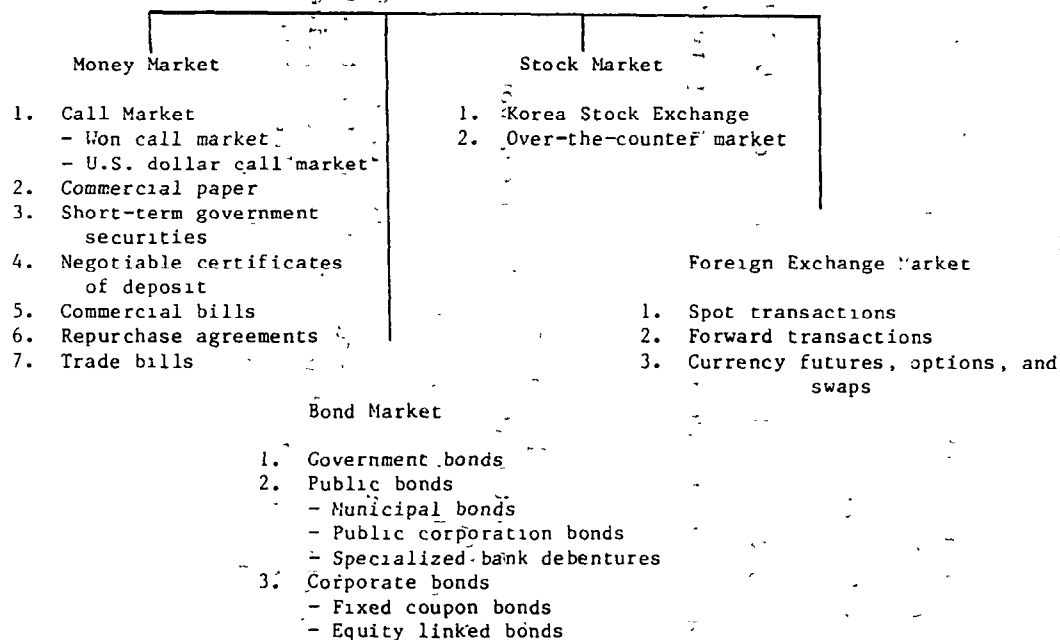 Money Market
1. Call Market
- Won call market
- U.S. dollar call market
2. Commercial paper
3. Short-term government
securities
4. Negotiable certificates
of deposit
5. Commercial bills
6. Repurchase agreements
7. Trade bills
Stock Market
1. Korea Stock Exchange
2. Over-the-counter market
Foreign Exchange Market
1. Spot transactions
2. Forward transactions
3. Currency futures, options, and
swaps
Bond Market
1. Government bonds
2. Public bonds
- Municipal bonds
- Public corporation bonds
- Specialized bank debentures
3. Corporate bonds
- Fixed coupon bonds
- Equity linked bonds